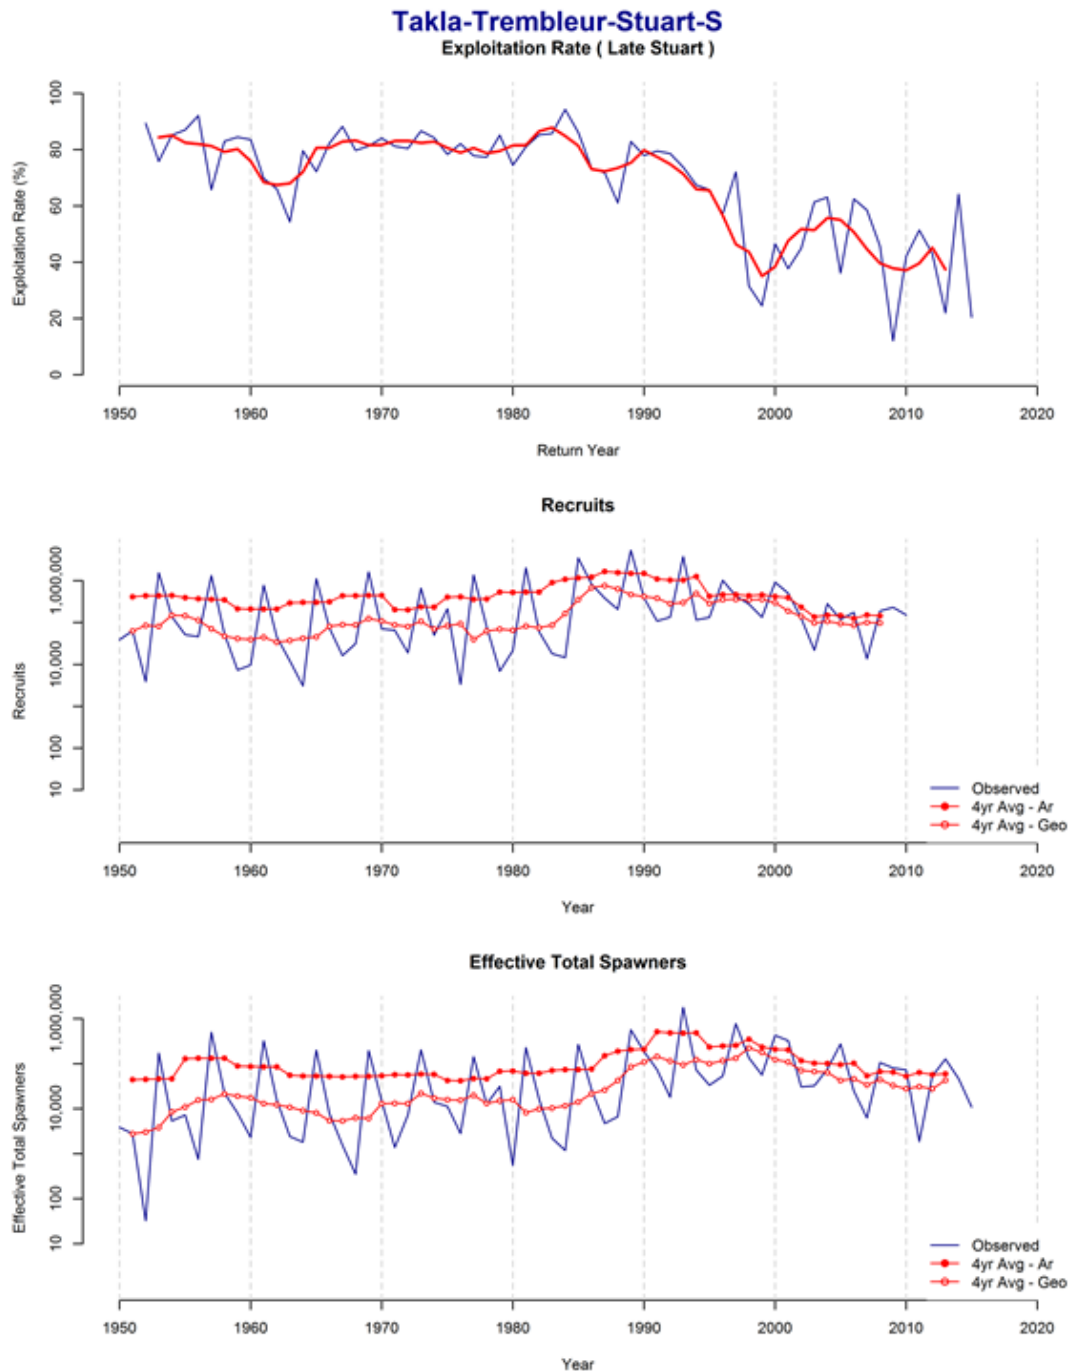 Takla-Trembleur-Stuart-S
Exploitation Rate ( Late Stuart )
Exploitation Rate (%)
100
80
60
40
20
0
1950 1960 1970 1980 1990 2000 2010 2020
Return Year
Recruits
Recruits
1,000,000
10,000
100
10
Observed
4yr Avg - Ar
4yr Avg - Geo
1950 1960 1970 1980 1990 2000 2010 2020
Year
Effective Total Spawners
Effective Total Spawners
1,000,000
10,000
100
10
Observed
4yr Avg - Ar
4yr Avg - Geo
1950 1960 1970 1980 1990 2000 2010 2020
Year